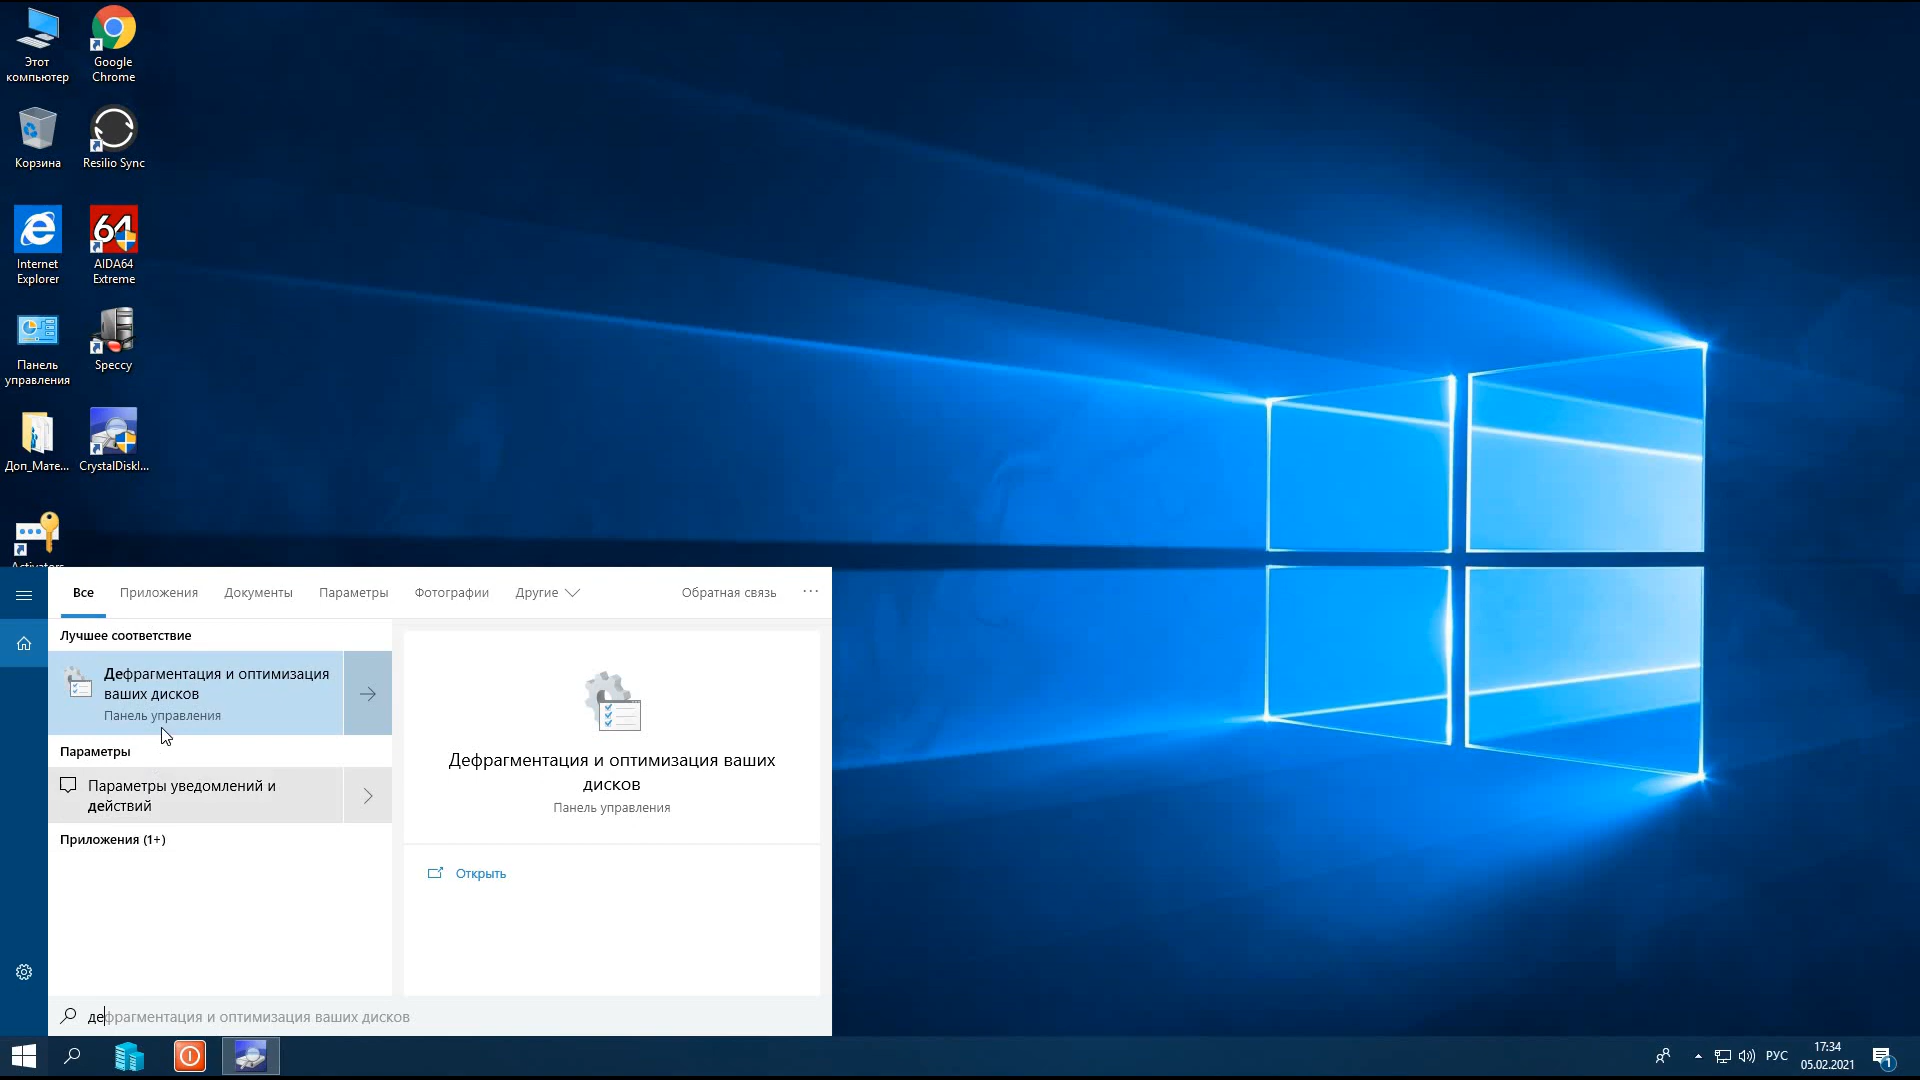 Этот
компьютер
Google
Chrome
Корзина
Resilio Sync
Internet
Explorer
64
AIDA64
Extreme
Панель
управления
Speccy
Доп_Мате...
CrystalDiskI...
Все
Приложения
Документы
Параметры
Фотографии
Другие
Обратная связь
...
Лучшее соответствие
Дефрагментация и оптимизация
ваших дисков
Панель управления
Параметры
Параметры уведомлений и
действий
Приложения (1+)
Дефрагментация и оптимизация ваших
дисков
Панель управления
Открыть
дефрагментация и оптимизация ваших дисков
РУС
17:34
05.02.2021
1